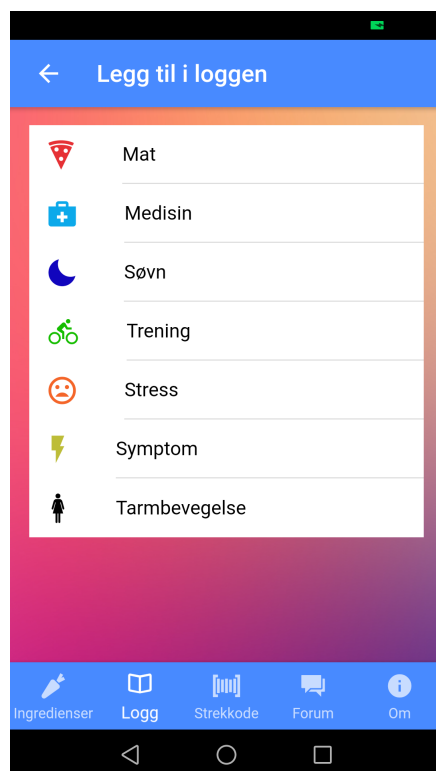 Legg til i loggen
Mat
Medisin
Søvn
Trening
Stress
Symptom
Tarmbevegelse
Ingredienser Logg Strekkode Forum Om